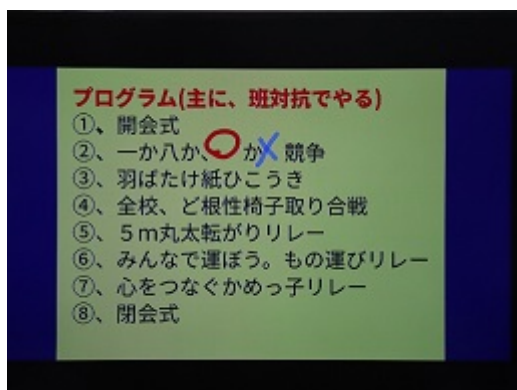 プログラム(主に、班対抗でやる)
①、開会式
②、一か八か、〇か✕ 競争
③、羽ばたけ紙ひこうき
④、全校、ど根性椅子取り合戦
⑤、５ｍ丸太転がりリレー
⑥、みんなで運ぼう。もの運びリレー
⑦、心をつなぐかめっ子リレー
⑧、閉会式